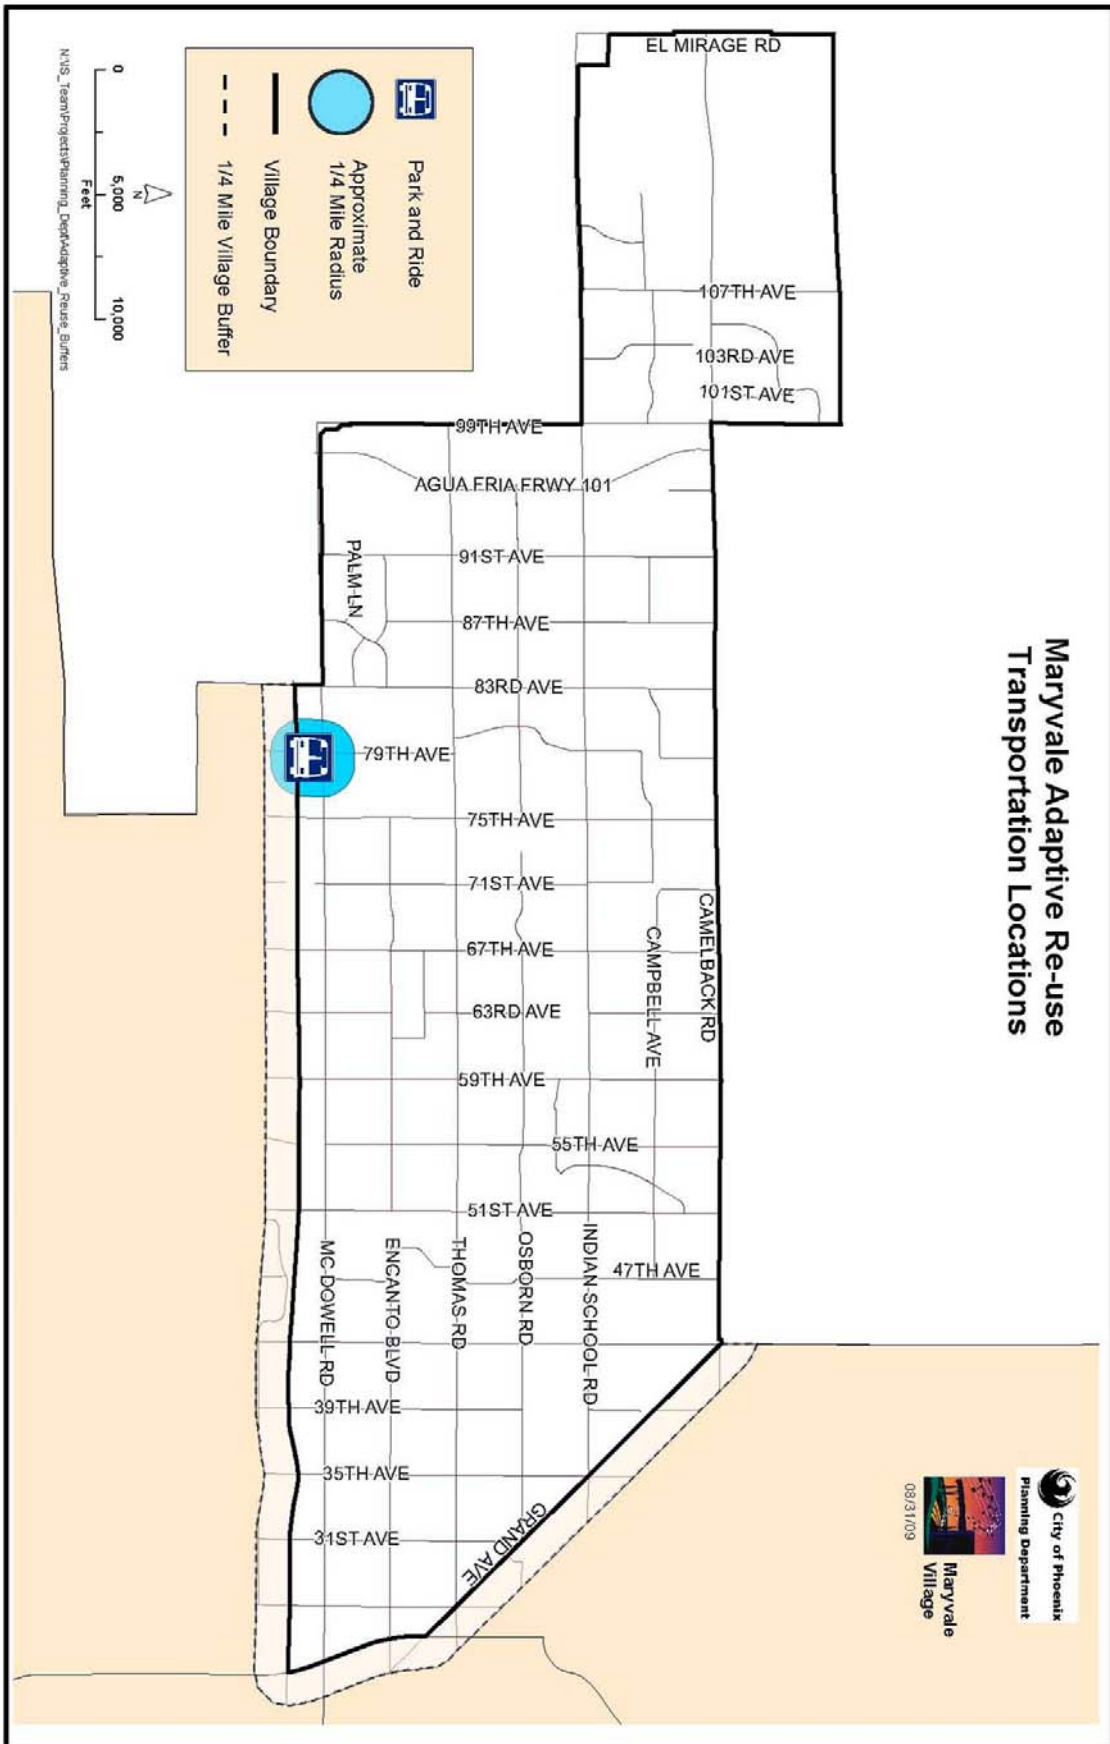 Maryvale Adaptive Re-use
Transportation Locations
City of Phoenix
Planning Department
Maryvale
Village
08/31/09
EL MIRAGE RD
107TH AVE
103RD AVE
101ST AVE
99TH AVE
AGUA FRIA FRWY 101
91ST AVE
PALM LN
87TH AVE
83RD AVE
79TH AVE
75TH AVE
71ST AVE
CAMELBACK RD
67TH AVE
CAMPBELL AVE
63RD AVE
59TH AVE
55TH AVE
51ST AVE
47TH AVE
INDIAN SCHOOL RD
OSBORN RD
THOMAS RD
ENCANTO BLVD
MC DOWELL RD
39TH AVE
35TH AVE
31ST AVE
GRAND AVE
Park and Ride
Approximate
1/4 Mile Radius
Village Boundary
1/4 Mile Village Buffer
N
0 5,000 10,000
Feet
N:\IS_Team\Projects\Planning_Dept\Adaptive_Reuse_Buffers